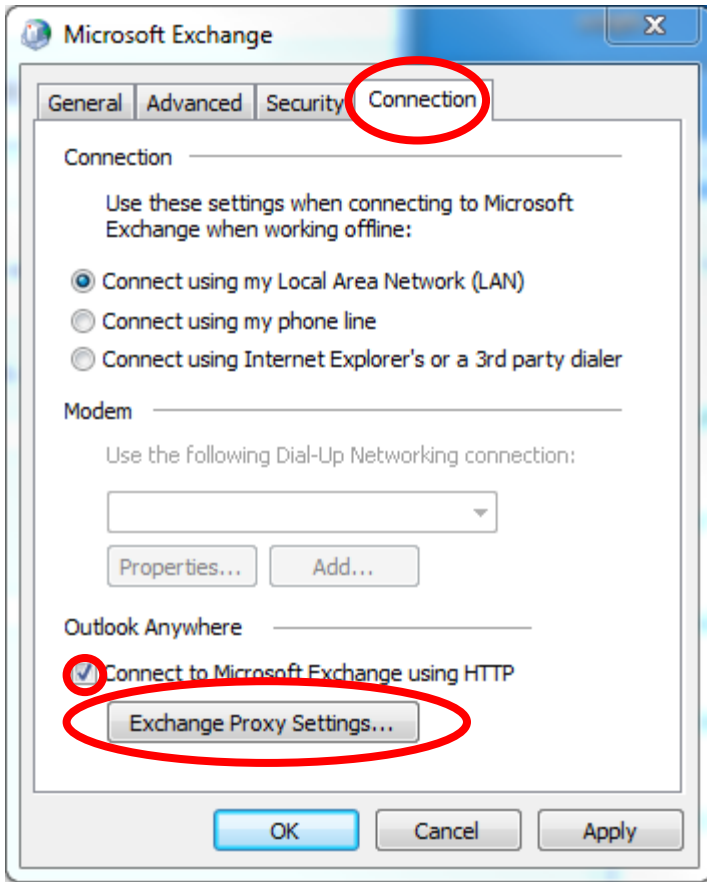 Microsoft Exchange
General Advanced Security Connection
Connection
Use these settings when connecting to Microsoft
Exchange when working offline:
Connect using my Local Area Network (LAN)
Connect using my phone line
Connect using Internet Explorer's or a 3rd party dialer
Modem
Use the following Dial-Up Networking connection:
Properties... Add...
Outlook Anywhere
Connect to Microsoft Exchange using HTTP
Exchange Proxy Settings...
OK Cancel Apply